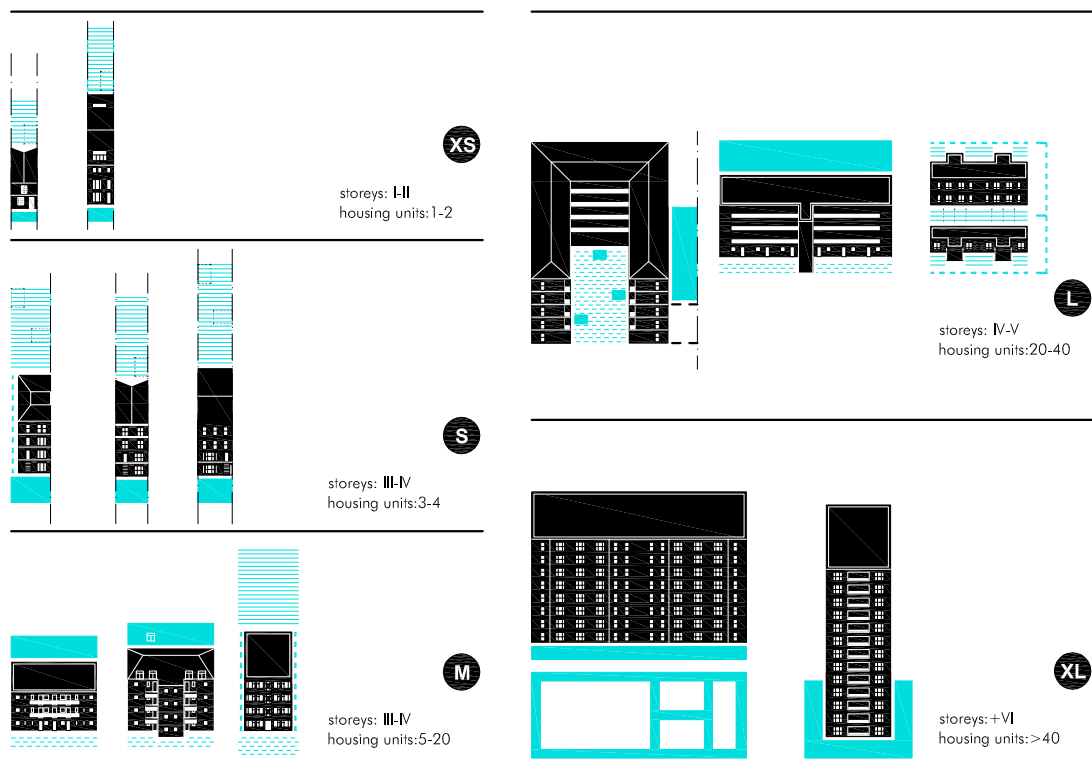 XS
storeys: I-II
housing units:1-2
S
storeys: III-IV
housing units:3-4
M
storeys: III-IV
housing units:5-20
L
storeys: IV-V
housing units:20-40
XL
storeys:+VI
housing units:>40